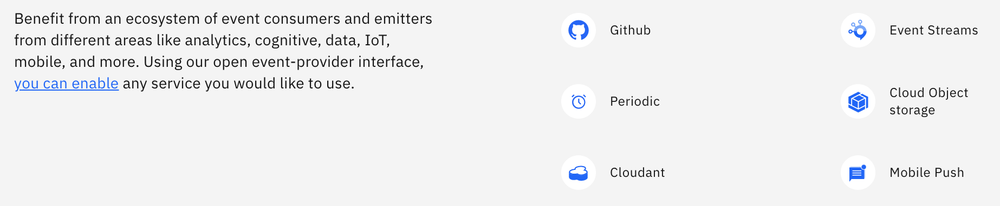 Benefit from an ecosystem of event consumers and emitters
from different areas like analytics, cognitive, data, IoT,
mobile, and more. Using our open event-provider interface,
you can enable any service you would like to use.
Github
Event Streams
Periodic
Cloud Object
storage
Cloudant
Mobile Push